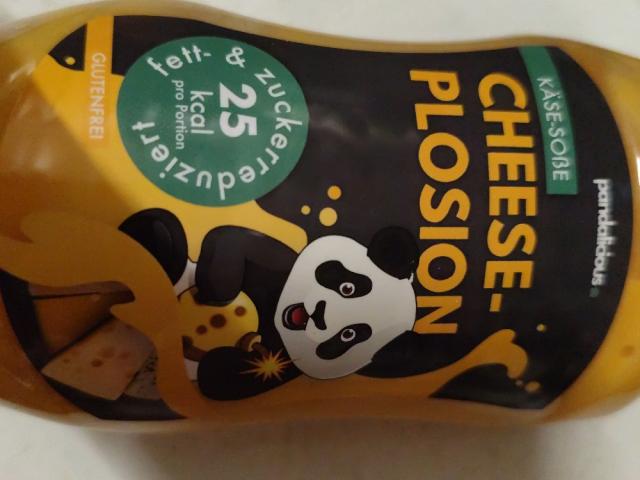 pandalicious
KÄSE-SOẞE
CHEESE-
PLOSION
fett-
& zuckerreduziert
25
kcal
pro Portion
GLUTENFREI